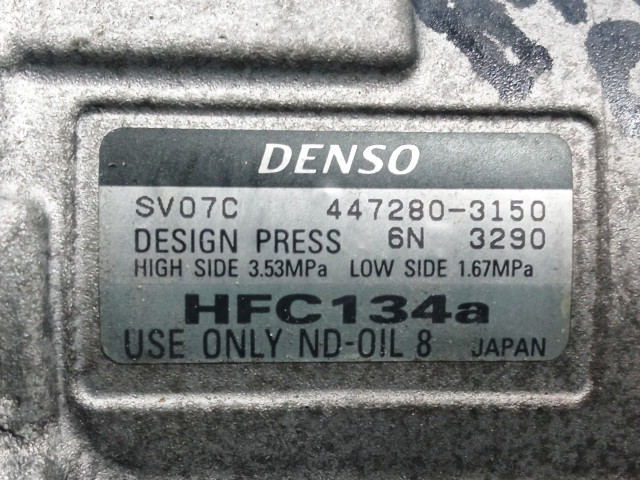 DENSO
SV07C 447280-3150
DESIGN PRESS 6N 3290
HIGH SIDE 3.53MPa LOW SIDE 1.67MPa
HFC134a
USE ONLY ND-OIL 8 JAPAN